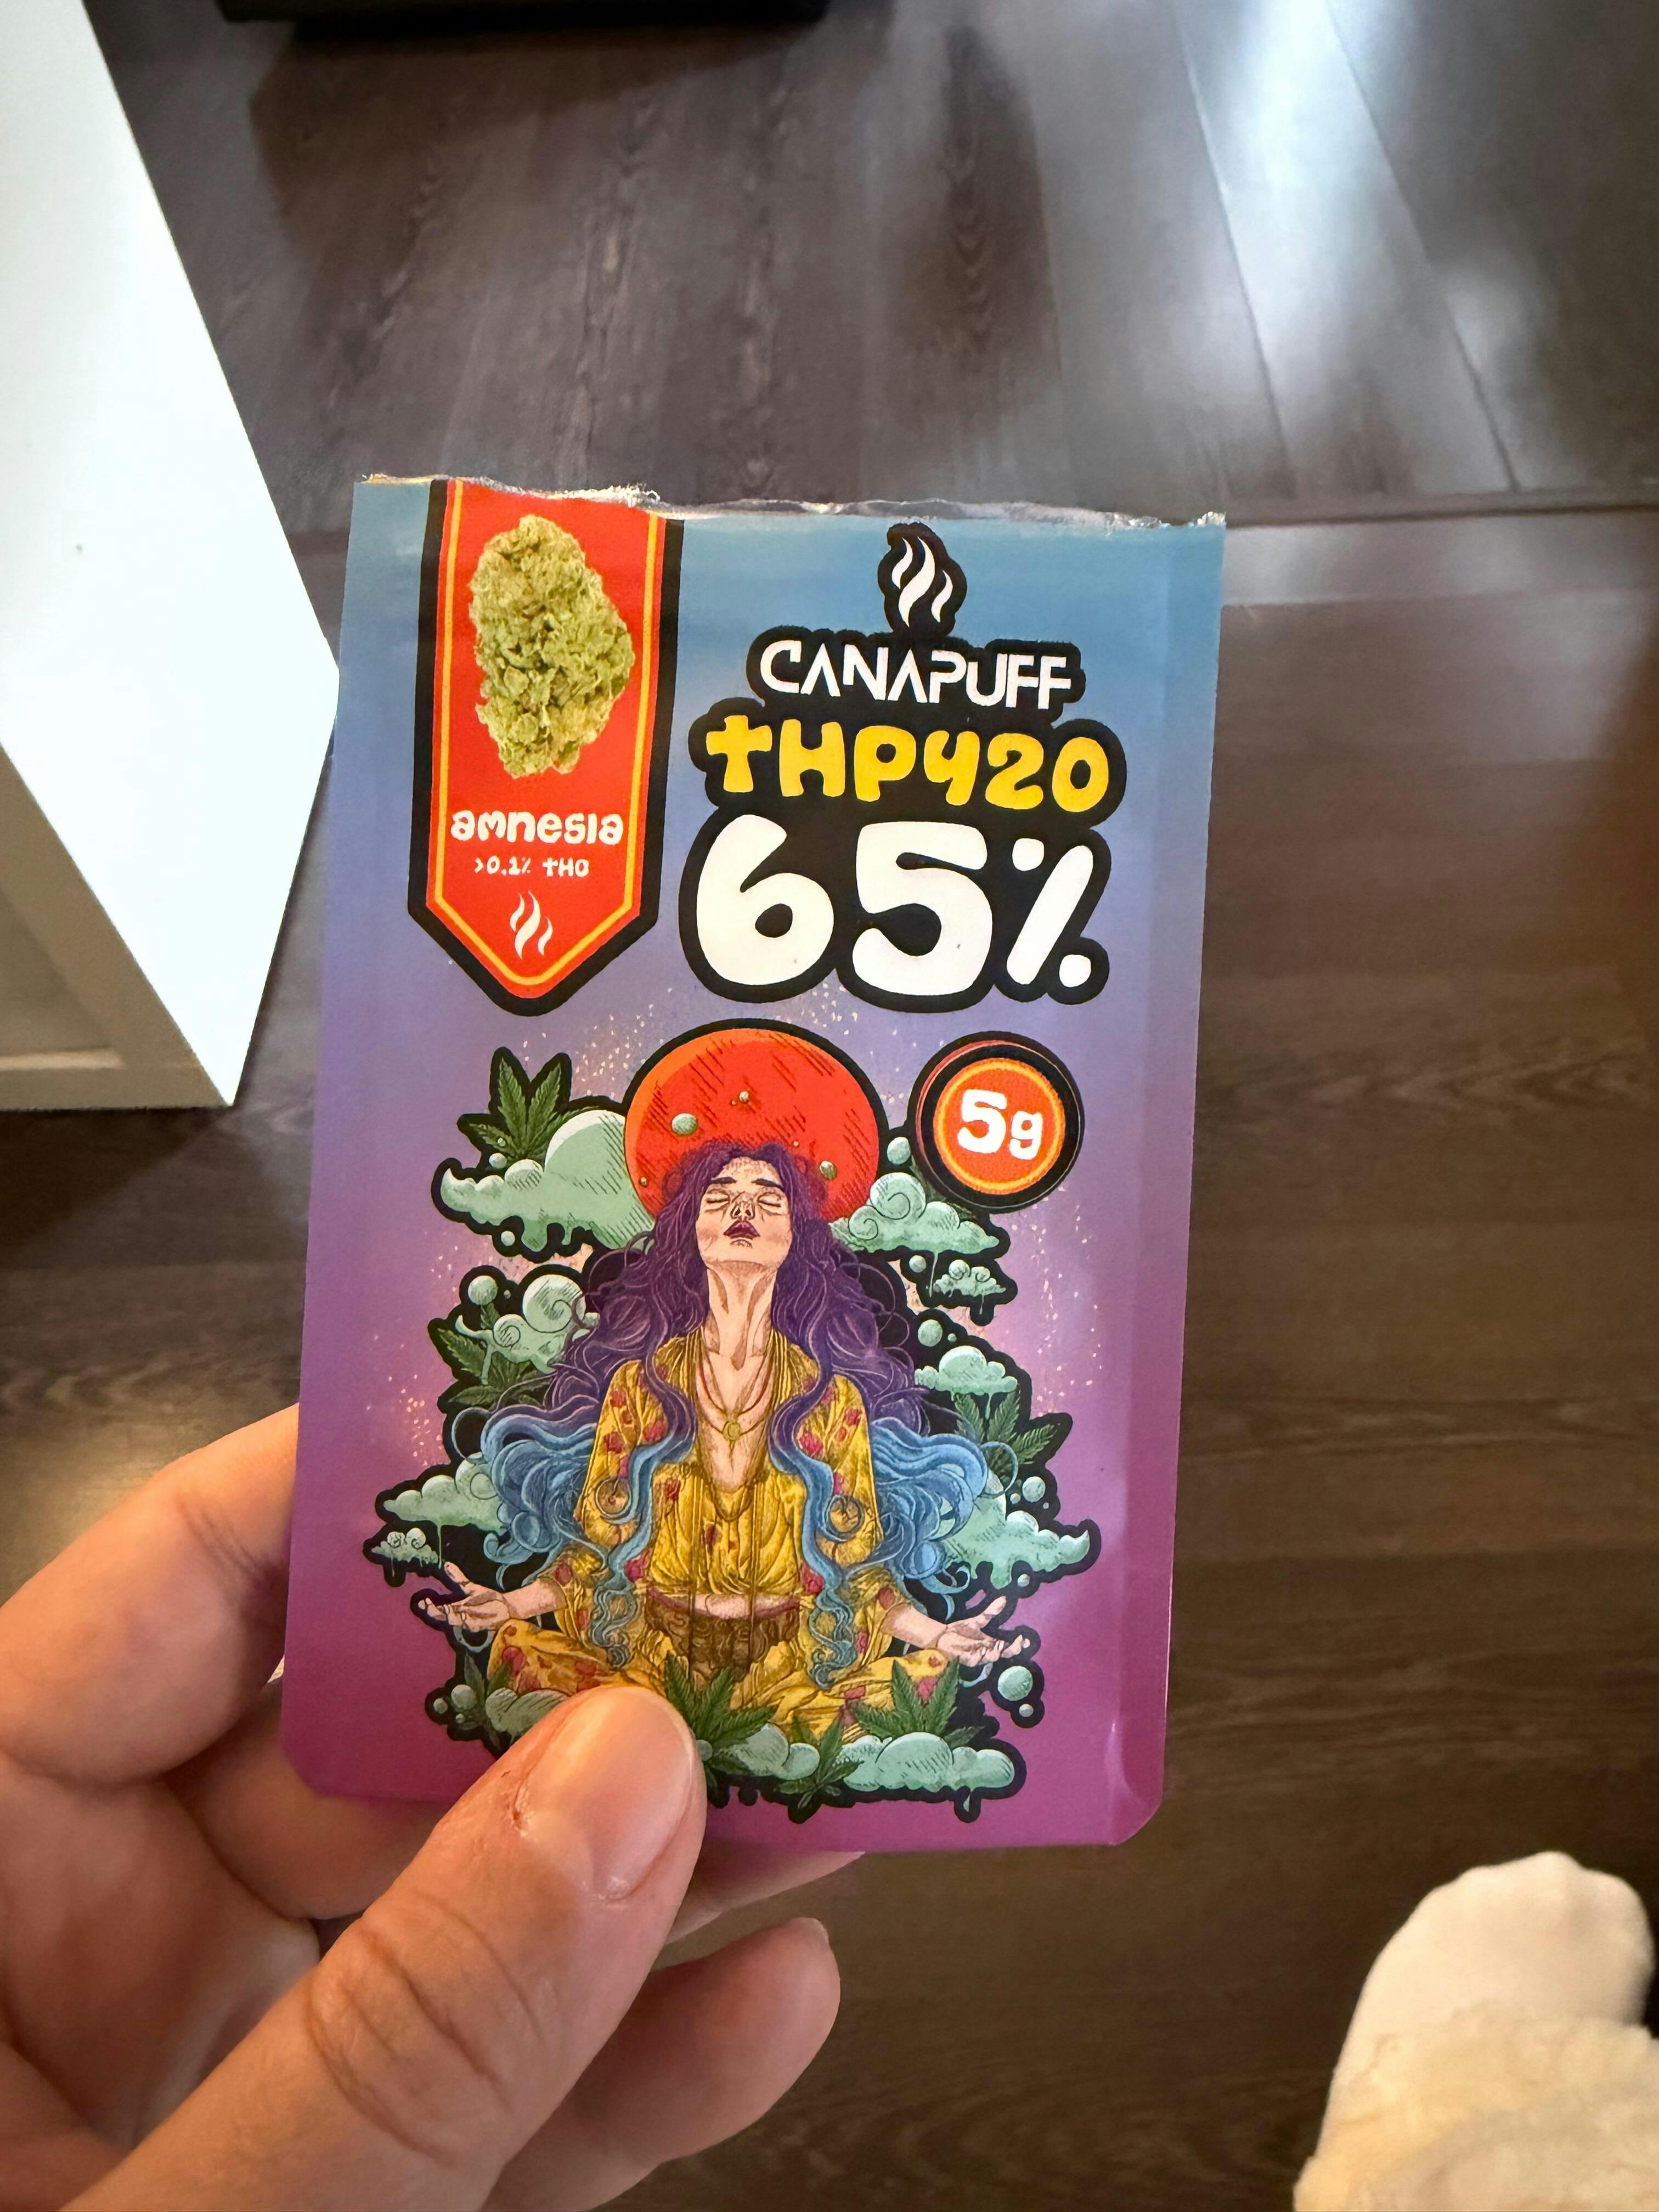 CANAPUFF
THP420
65%
amnesia
>0.1% THC
5g